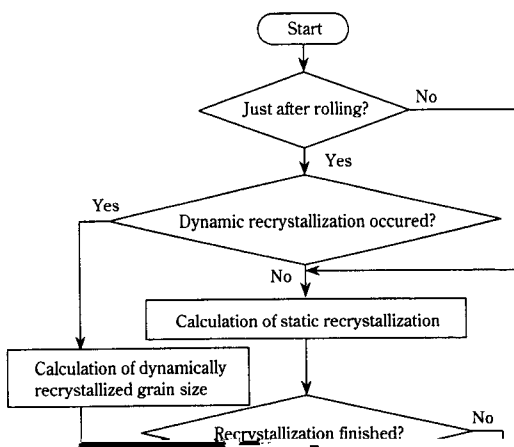 Start
Just after rolling?
No
Yes
Yes
Dynamic recrystallization occured?
No
Calculation of static recrystallization
Calculation of dynamically
recrystallized grain size
No
Recrystallization finished?